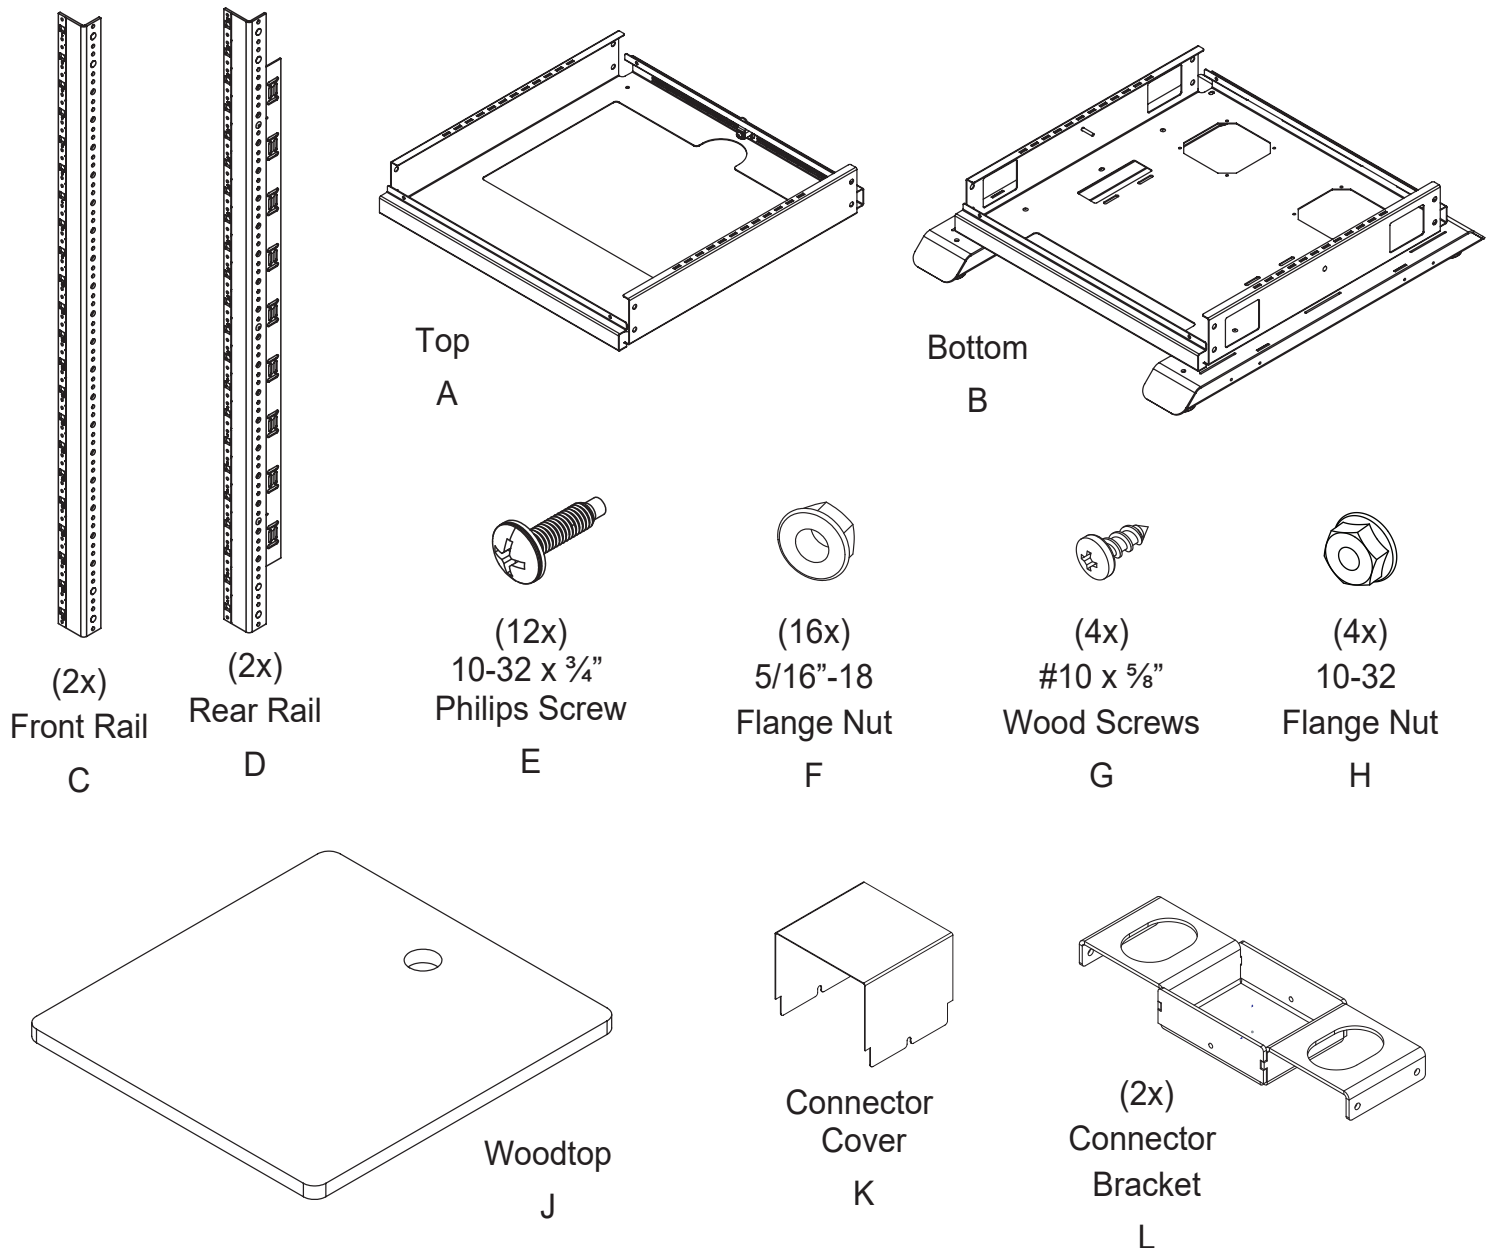 Top
A
Bottom
B
(2x)
Front Rail
C
(2x)
Rear Rail
D
(12x)
10-32 x ¾”
Philips Screw
E
(16x)
5/16”-18
Flange Nut
F
(4x)
#10 x ⅝”
Wood Screws
G
(4x)
10-32
Flange Nut
H
Woodtop
J
Connector
Cover
K
(2x)
Connector
Bracket
L